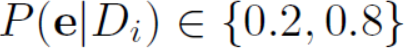 P(e|D_i) ∈ {0.2, 0.8}